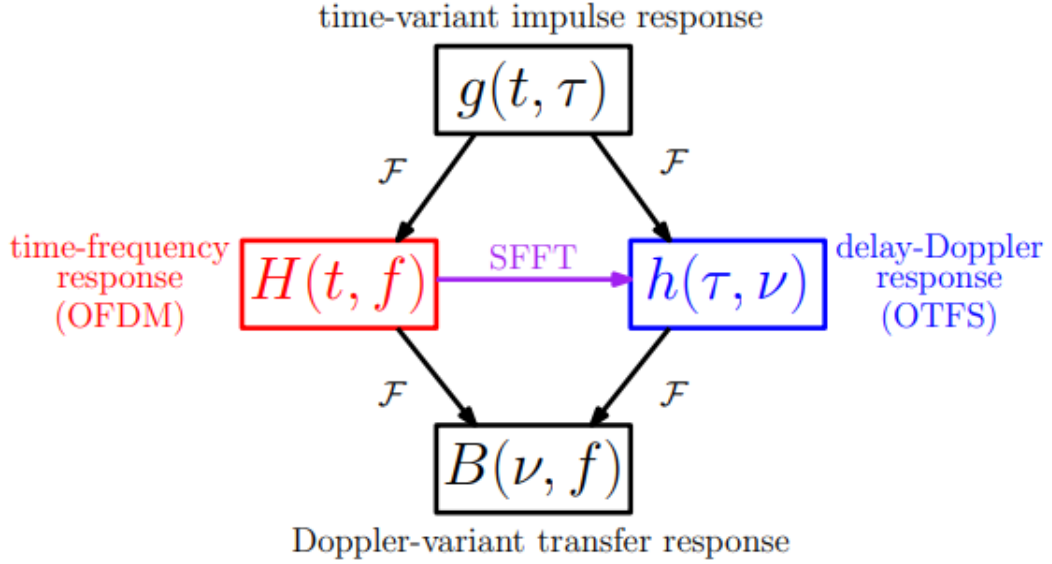 time-variant impulse response
g(t, τ)
ℱ
ℱ
time-frequency
response
(OFDM)
H(t, f)
SFFT
h(τ, ν)
delay-Doppler
response
(OTFS)
ℱ
ℱ
B(ν, f)
Doppler-variant transfer response